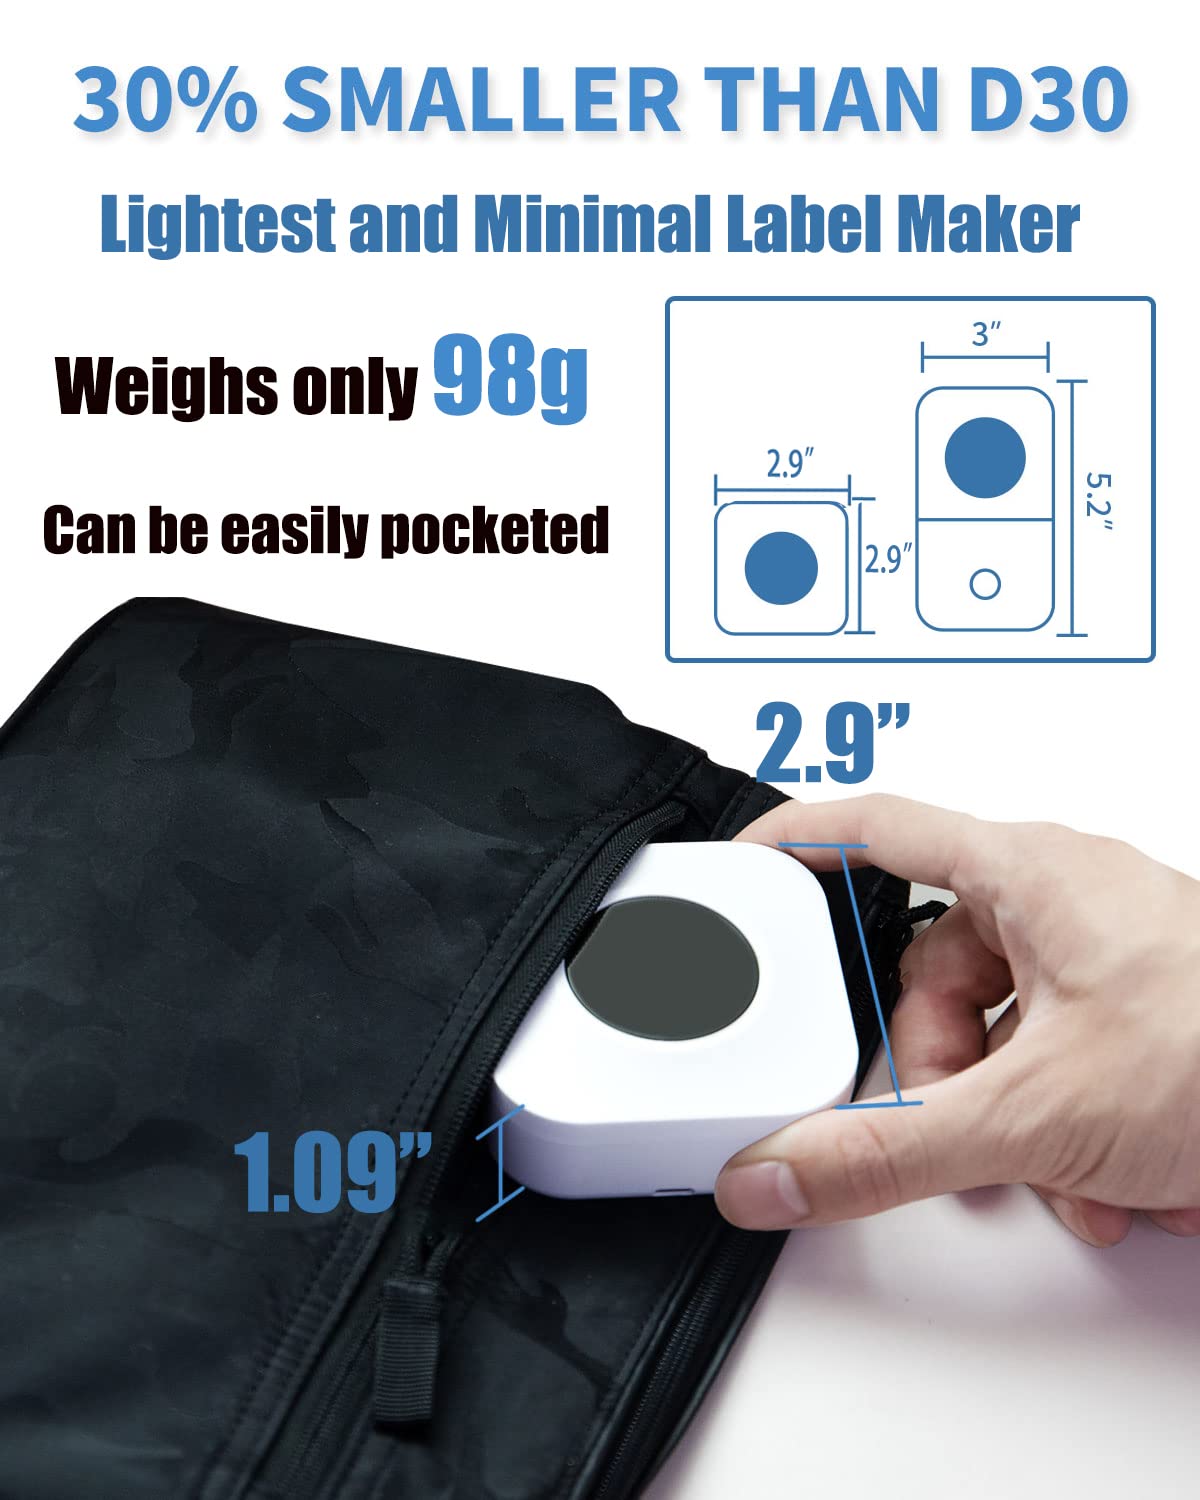 30% SMALLER THAN D30
Lightest and Minimal Label Maker
Weighs only 98g
Can be easily pocketed
3"
2.9"
2.9"
5.2"
2.9”
1.09”